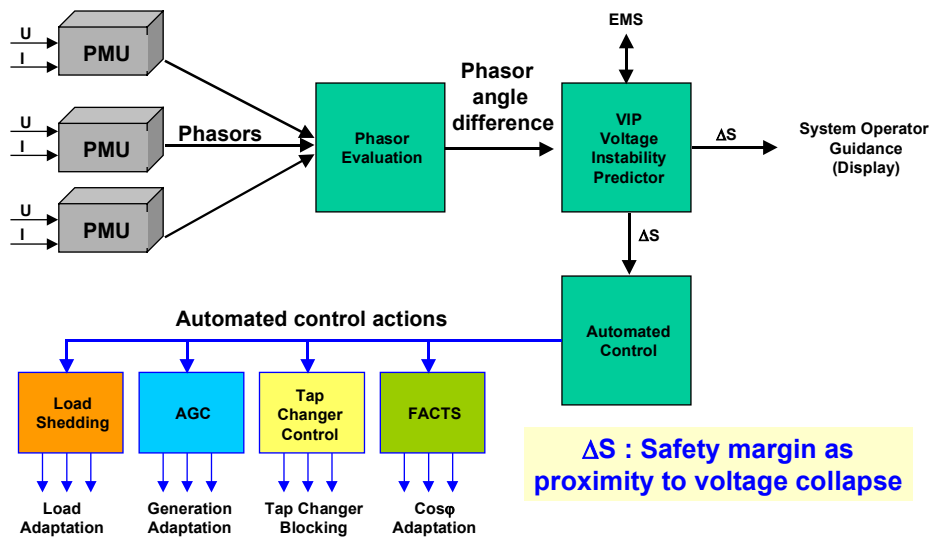 U
I
PMU
U
I
PMU
U
I
PMU
Phasors
Phasor
Evaluation
Phasor
angle
difference
EMS
VIP
Voltage
Instability
Predictor
ΔS
System Operator
Guidance
(Display)
ΔS
Automated
Control
Automated control actions
Load
Shedding
AGC
Tap
Changer
Control
FACTS
Load
Adaptation
Generation
Adaptation
Tap Changer
Blocking
Cosφ
Adaptation
ΔS : Safety margin as
proximity to voltage collapse